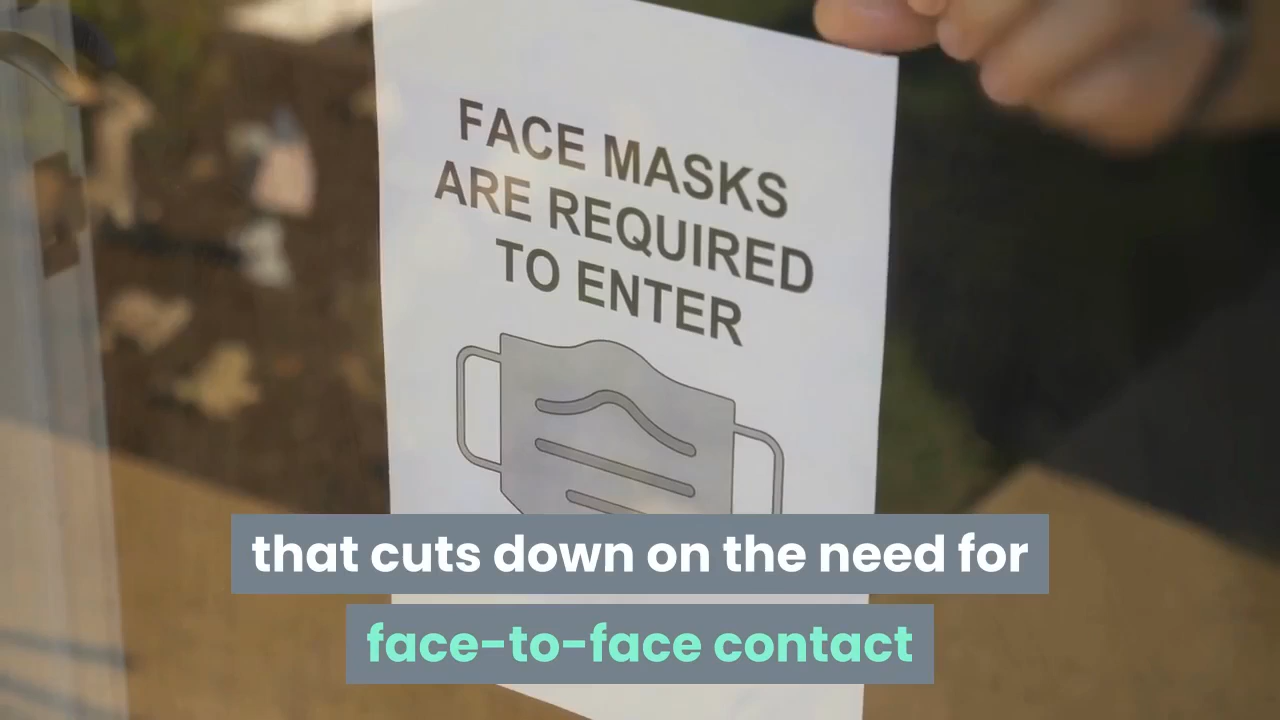 FACE MASKS
ARE REQUIRED
TO ENTER
that cuts down on the need for
face-to-face contact